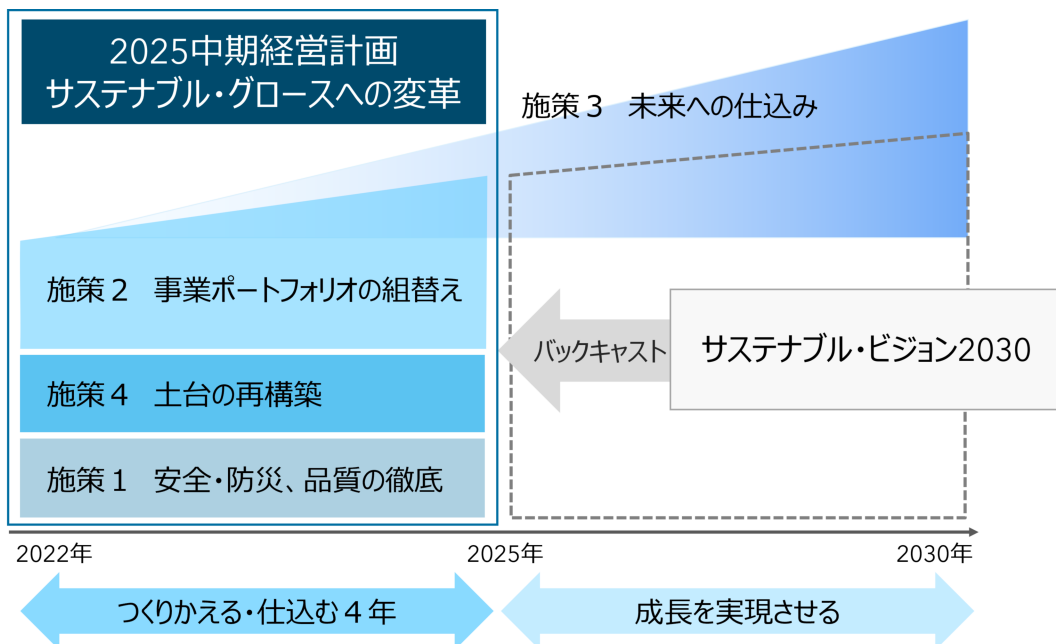 2025中期経営計画
サステナブル・グロースへの変革
施策３　未来への仕込み
施策２　事業ポートフォリオの組替え
バックキャスト
サステナブル・ビジョン2030
施策４　土台の再構築
施策１　安全・防災、品質の徹底
2022年
2025年
2030年
つくりかえる・仕込む４年
成長を実現させる